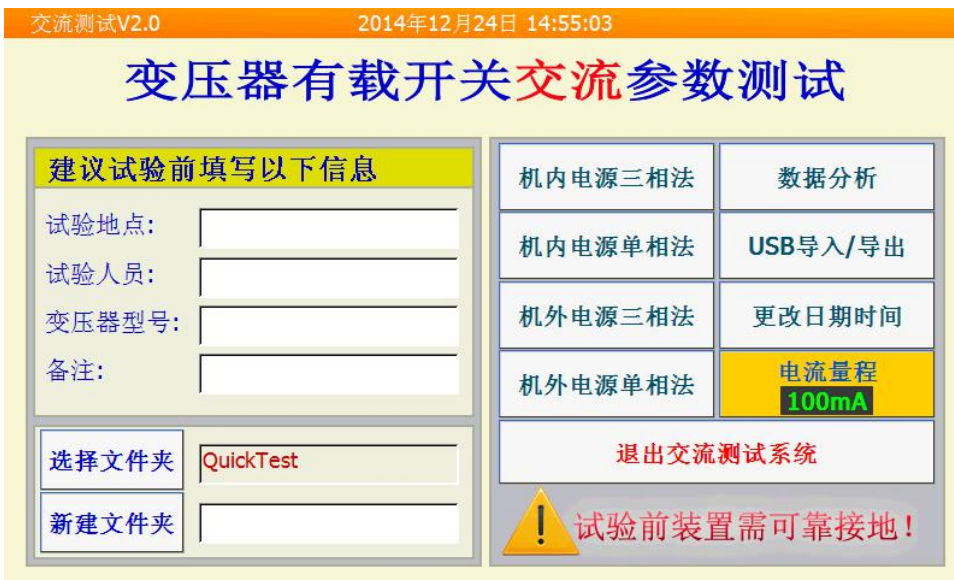 交流测试V2.0 2014年12月24日 14:55:03
变压器有载开关交流参数测试
建议试验前填写以下信息
试验地点:
试验人员:
变压器型号:
备注:
选择文件夹 QuickTest
新建文件夹
机内电源三相法 数据分析
机内电源单相法 USB导入/导出
机外电源三相法 更改日期时间
机外电源单相法 电流量程
100mA
退出交流测试系统
试验前装置需可靠接地!